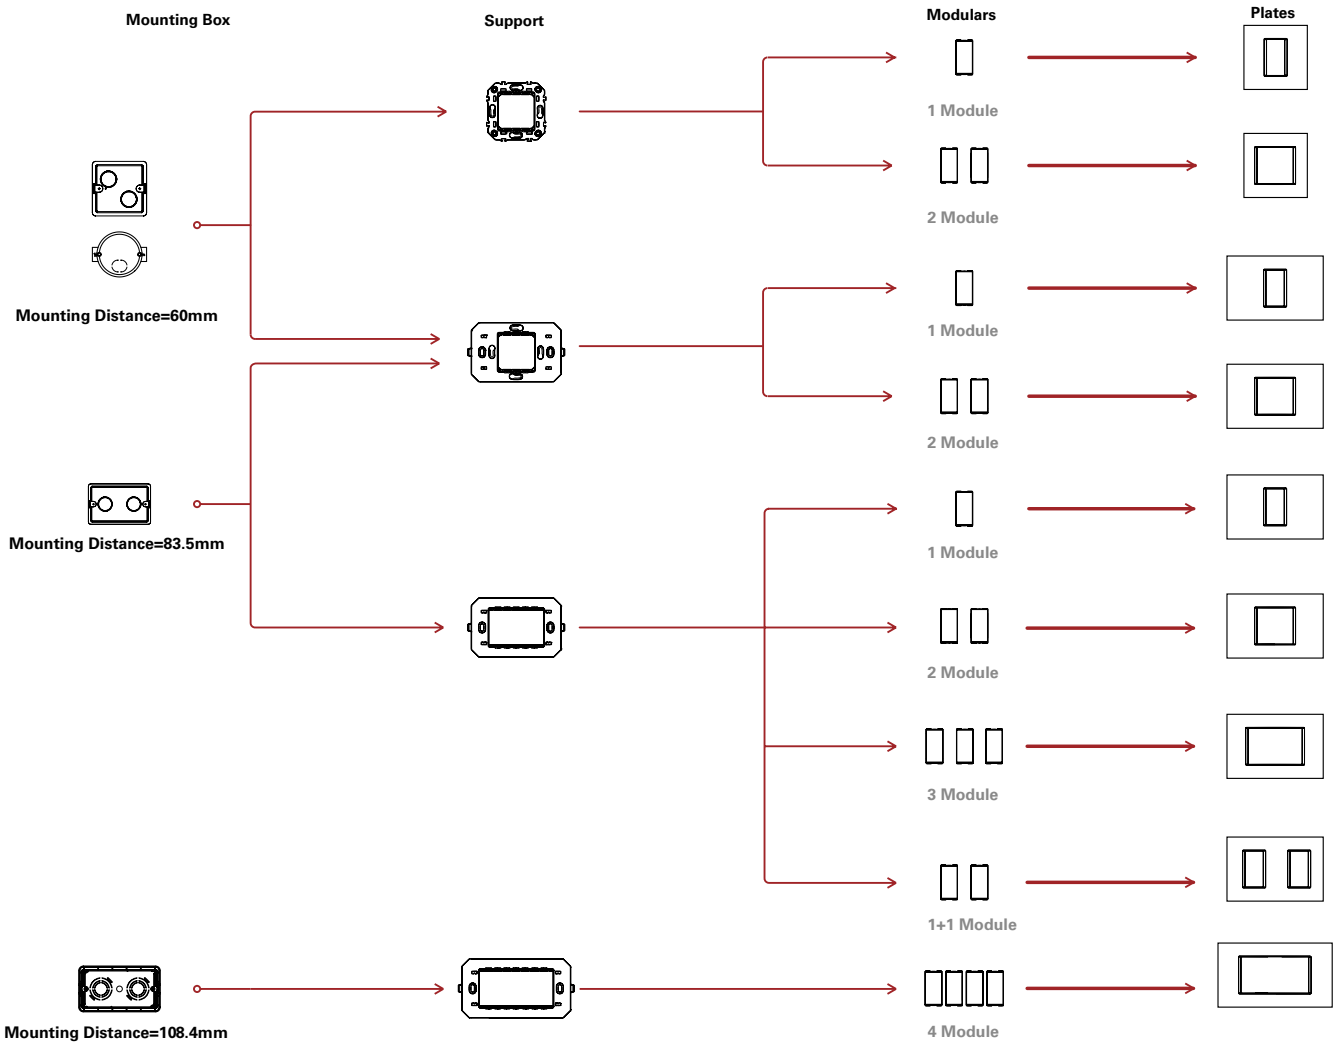 Mounting Box
Support
Modulars
Plates
1 Module
2 Module
Mounting Distance=60mm
1 Module
2 Module
Mounting Distance=83.5mm
1 Module
2 Module
3 Module
1+1 Module
Mounting Distance=108.4mm
4 Module